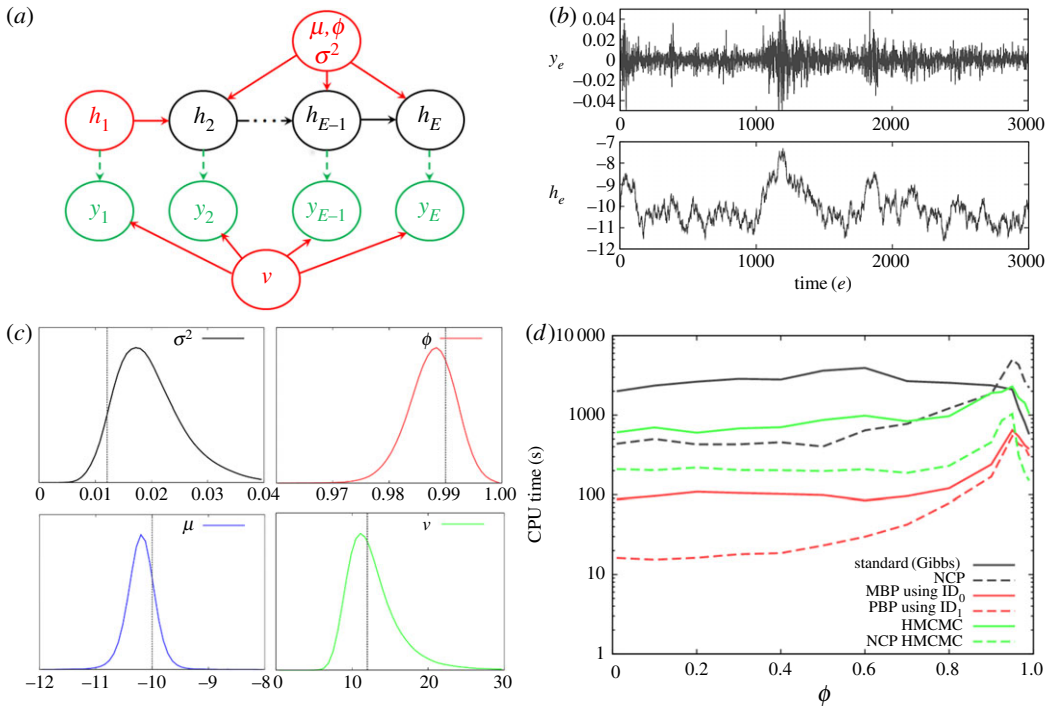 (a)
μ, ϕ
σ²
h₁ h₂ h_{E–1} h_E
y₁ y₂ y_{E–1} y_E
v
(b)
0.04
0.02
y_e 0
−0.02
−0.04
0 1000 2000 3000
−7
−8
−9
h_e
−10
−11
−12
0 1000 2000 3000
time (e)
(c)
σ²
0 0.01 0.02 0.03 0.04
ϕ
0.97 0.98 0.99 1.00
μ
−12 −11 −10 −9 −8
v
10 20 30
(d)
10 000
1000
100
10
1
CPU time (s)
standard (Gibbs)
NCP
MBP using ID₀
PBP using ID₁
HMCMC
NCP HMCMC
0 0.2 0.4 0.6 0.8 1.0
ϕ